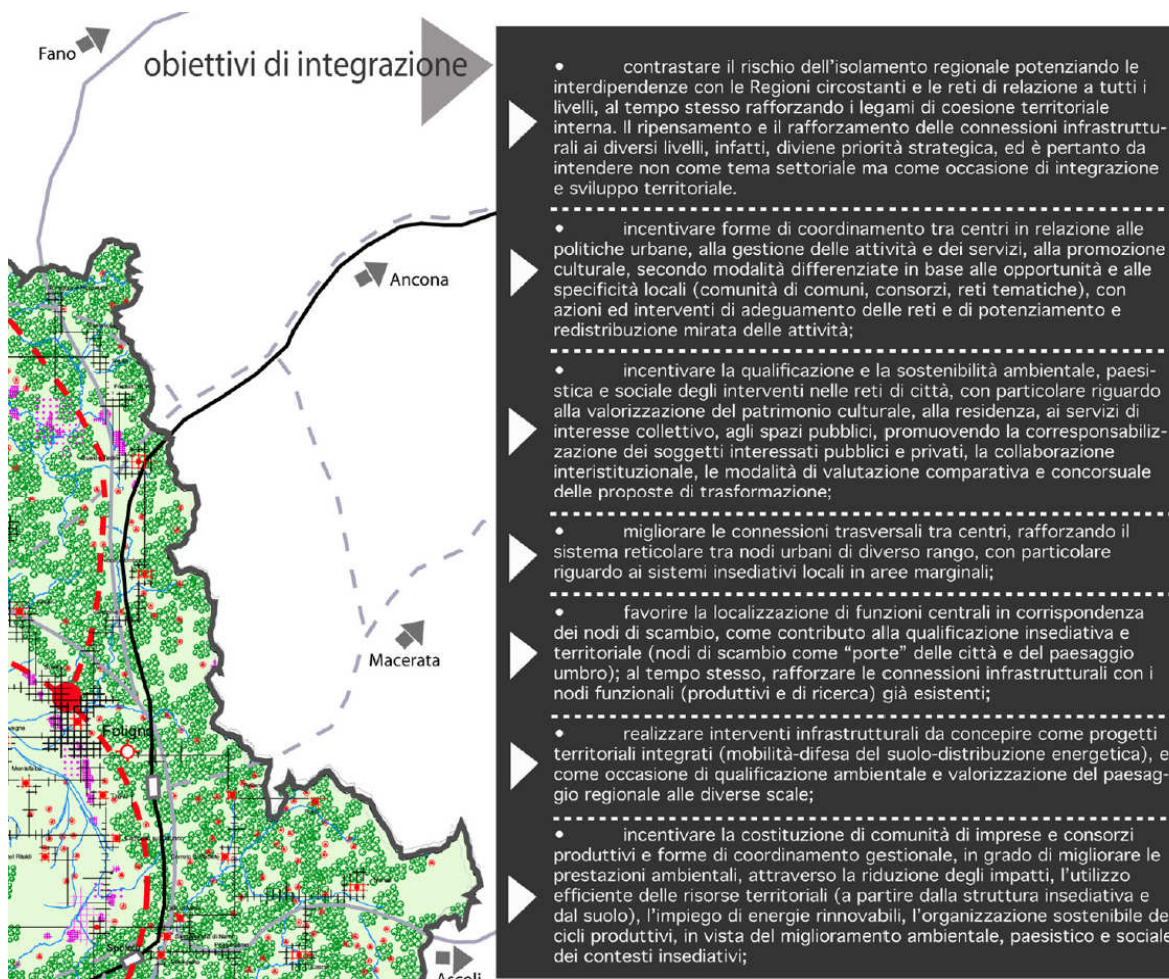 Fano
obiettivi di integrazione
Ancona
Macerata
Foligno
Trevi
Spoleto
Ascoli
• contrastare il rischio dell'isolamento regionale potenziando le
interdipendenze con le Regioni circostanti e le reti di relazione a tutti i
livelli, al tempo stesso rafforzando i legami di coesione territoriale
interna. Il ripensamento e il rafforzamento delle connessioni infrastruttu-
rali ai diversi livelli, infatti, diviene priorità strategica, ed è pertanto da
intendere non come tema settoriale ma come occasione di integrazione
e sviluppo territoriale.
• incentivare forme di coordinamento tra centri in relazione alle
politiche urbane, alla gestione delle attività e dei servizi, alla promozione
culturale, secondo modalità differenziate in base alle opportunità e alle
specificità locali (comunità di comuni, consorzi, reti tematiche), con
azioni ed interventi di adeguamento delle reti e di potenziamento e
redistribuzione mirata delle attività;
• incentivare la qualificazione e la sostenibilità ambientale, paesi-
stica e sociale degli interventi nelle reti di città, con particolare riguardo
alla valorizzazione del patrimonio culturale, alla residenza, ai servizi di
interesse collettivo, agli spazi pubblici, promuovendo la corresponsabiliz-
zazione dei soggetti interessati pubblici e privati, la collaborazione
interistituzionale, le modalità di valutazione comparativa e concorsuale
delle proposte di trasformazione;
• migliorare le connessioni trasversali tra centri, rafforzando il
sistema reticolare tra nodi urbani di diverso rango, con particolare
riguardo ai sistemi insediativi locali in aree marginali;
• favorire la localizzazione di funzioni centrali in corrispondenza
dei nodi di scambio, come contributo alla qualificazione insediativa e
territoriale (nodi di scambio come “porte” delle città e del paesaggio
umbro); al tempo stesso, rafforzare le connessioni infrastrutturali con i
nodi funzionali (produttivi e di ricerca) già esistenti;
• realizzare interventi infrastrutturali da concepire come progetti
territoriali integrati (mobilità-difesa del suolo-distribuzione energetica), e
come occasione di qualificazione ambientale e valorizzazione del paesag-
gio regionale alle diverse scale;
• incentivare la costituzione di comunità di imprese e consorzi
produttivi e forme di coordinamento gestionale, in grado di migliorare le
prestazioni ambientali, attraverso la riduzione degli impatti, l'utilizzo
efficiente delle risorse territoriali (a partire dalla struttura insediativa e
dal suolo), l'impiego di energie rinnovabili, l'organizzazione sostenibile de
cicli produttivi, in vista del miglioramento ambientale, paesistico e sociale
dei contesti insediativi;